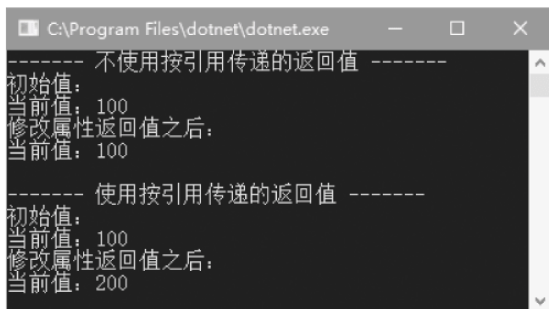 C:\Program Files\dotnet\dotnet.exe
------- 不使用按引用传递的返回值 -------
初始值：
当前值：100
修改属性返回值之后：
当前值：100
------- 使用按引用传递的返回值 -------
初始值：
当前值：100
修改属性返回值之后：
当前值：200